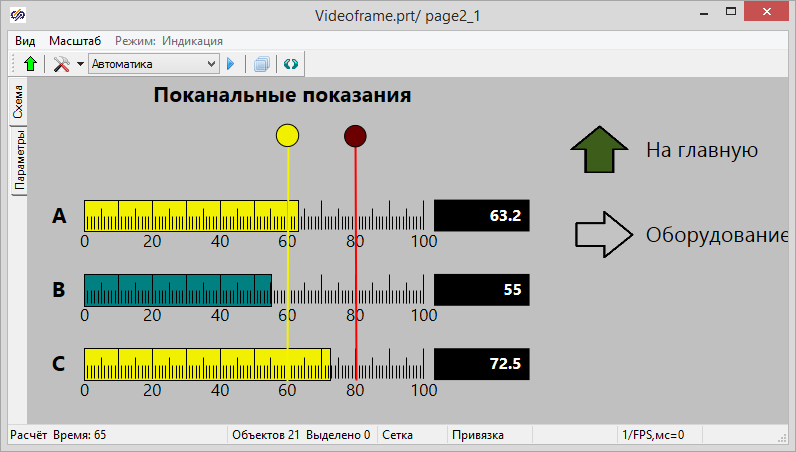 Videoframe.prt/ page2_1
Вид Масштаб Режим: Индикация
Автоматика
Схема
Параметры
Поканальные показания
На главную
A 63.2
0 20 40 60 80 100
Оборудование
B 55
0 20 40 60 80 100
C 72.5
0 20 40 60 80 100
Расчёт Время: 65 Объектов 21 Выделено 0 Сетка Привязка 1/FPS,мс=0